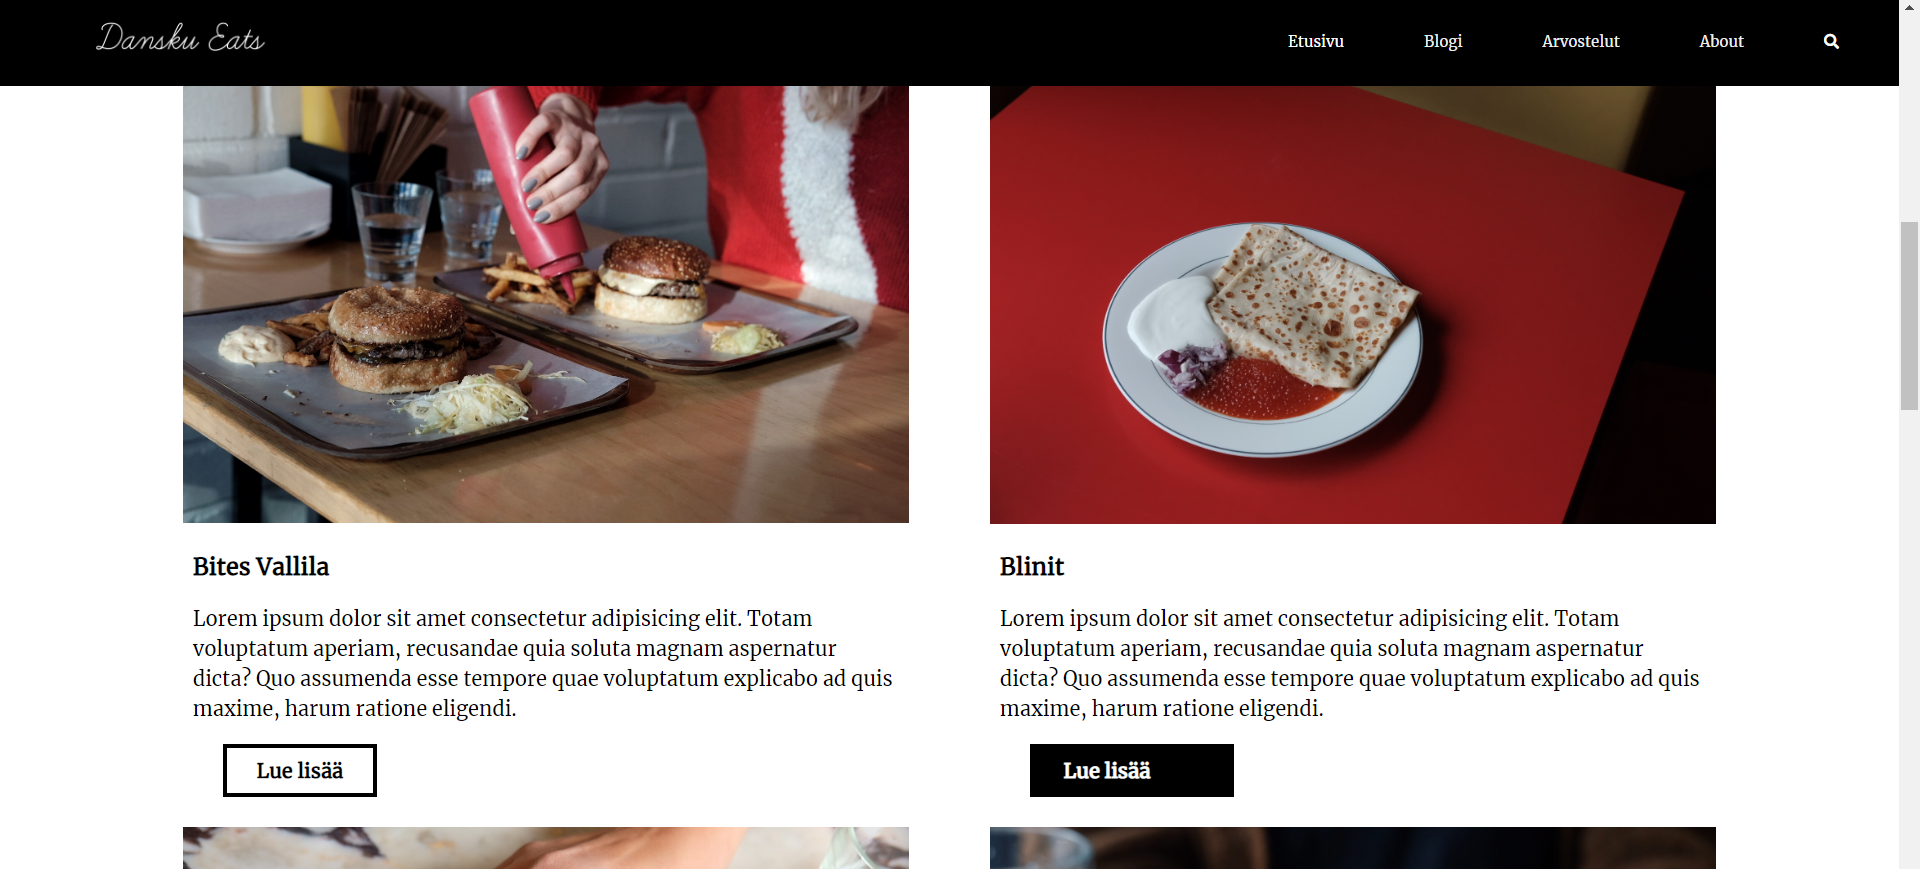 Dansku Eats
Etusivu
Blogi
Arvostelut
About
Bites Vallila
Lorem ipsum dolor sit amet consectetur adipisicing elit. Totam
voluptatum aperiam, recusandae quia soluta magnam aspernatur
dicta? Quo assumenda esse tempore quae voluptatum explicabo ad quis
maxime, harum ratione eligendi.
Lue lisää
Blinit
Lorem ipsum dolor sit amet consectetur adipisicing elit. Totam
voluptatum aperiam, recusandae quia soluta magnam aspernatur
dicta? Quo assumenda esse tempore quae voluptatum explicabo ad quis
maxime, harum ratione eligendi.
Lue lisää